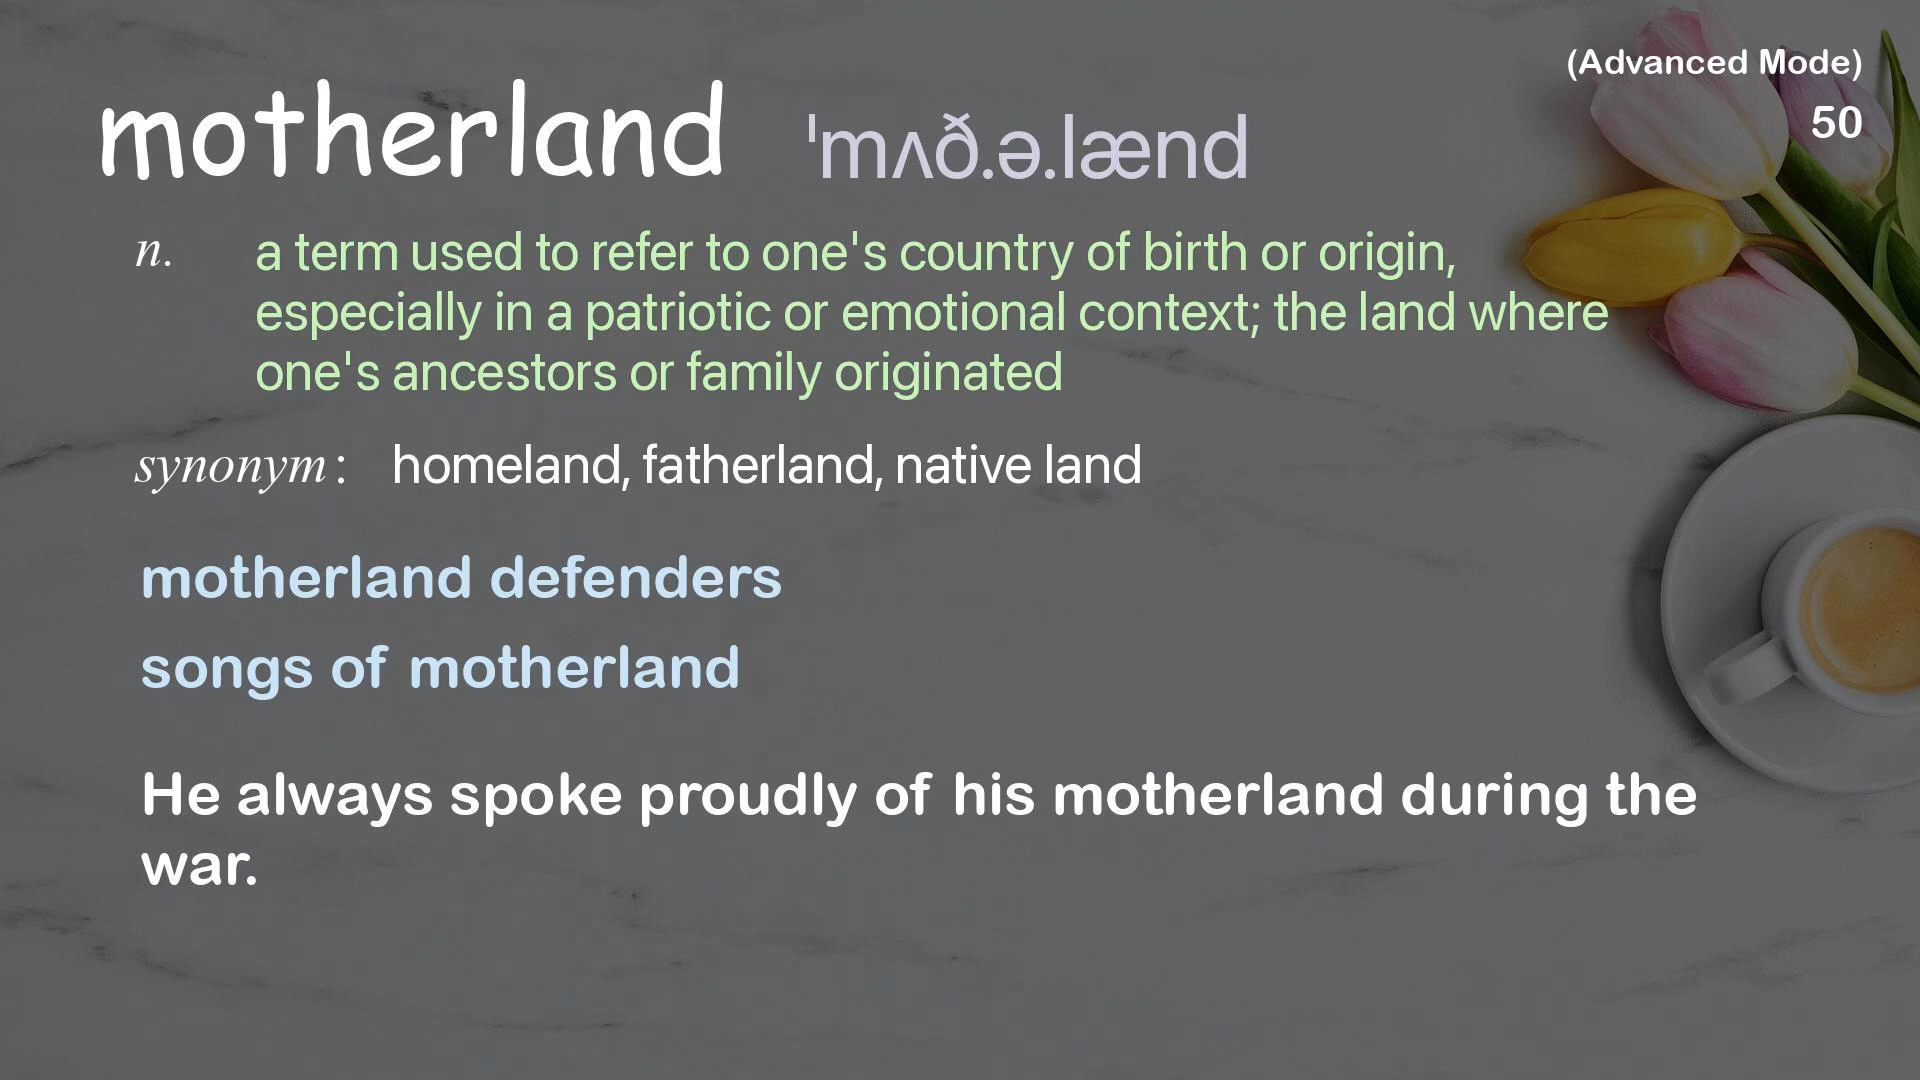 (Advanced Mode)
50
motherland ˈmʌð.ə.lænd
n. a term used to refer to one's country of birth or origin,
especially in a patriotic or emotional context; the land where
one's ancestors or family originated
synonym : homeland, fatherland, native land
motherland defenders
songs of motherland
He always spoke proudly of his motherland during the
war.